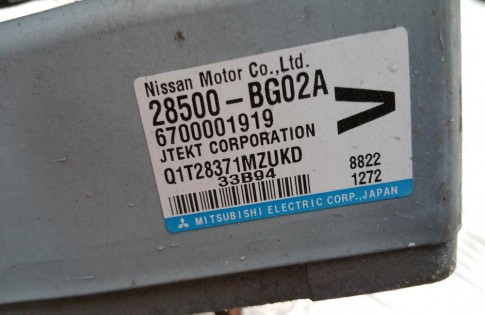 Nissan Motor Co.,Ltd.
28500-BG02A
6700001919
JTEKT CORPORATION
Q1T28371MZUKD
33B94
V
8822
1272
MITSUBISHI ELECTRIC CORP., JAPAN